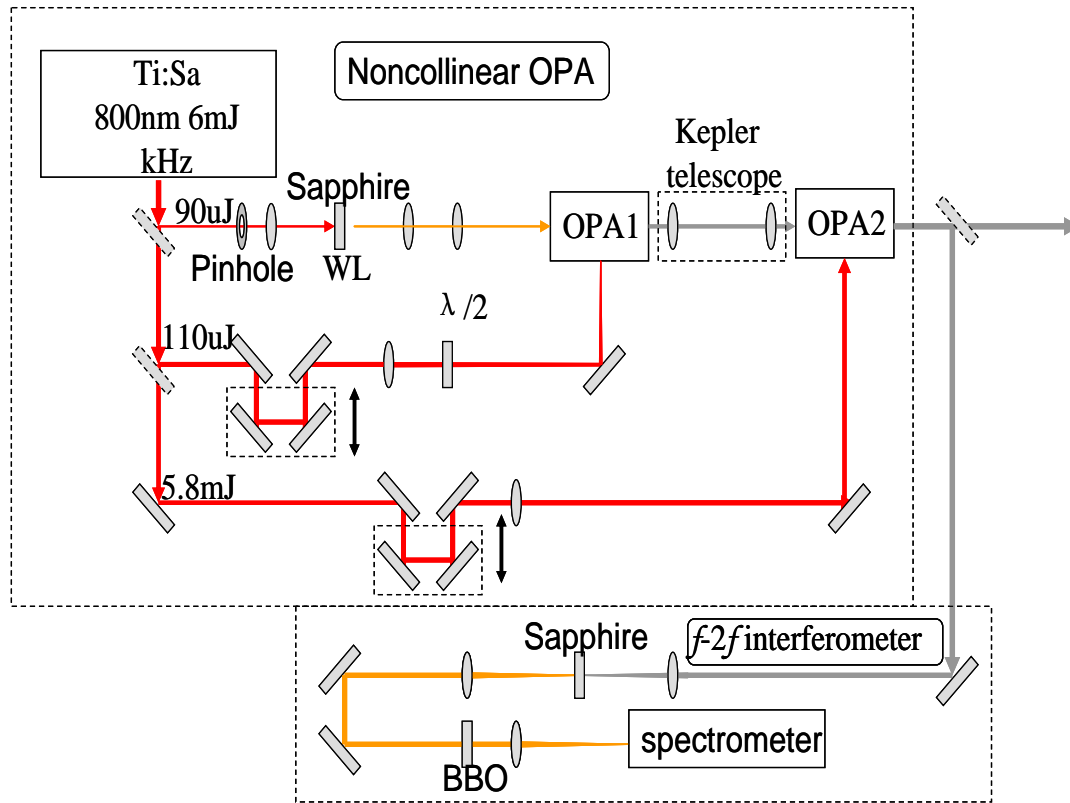 Ti:Sa
800nm 6mJ
kHz
Noncollinear OPA
Kepler
telescope
Sapphire
90uJ
OPA1
OPA2
Pinhole
WL
λ/2
110uJ
5.8mJ
Sapphire
f-2f interferometer
spectrometer
BBO